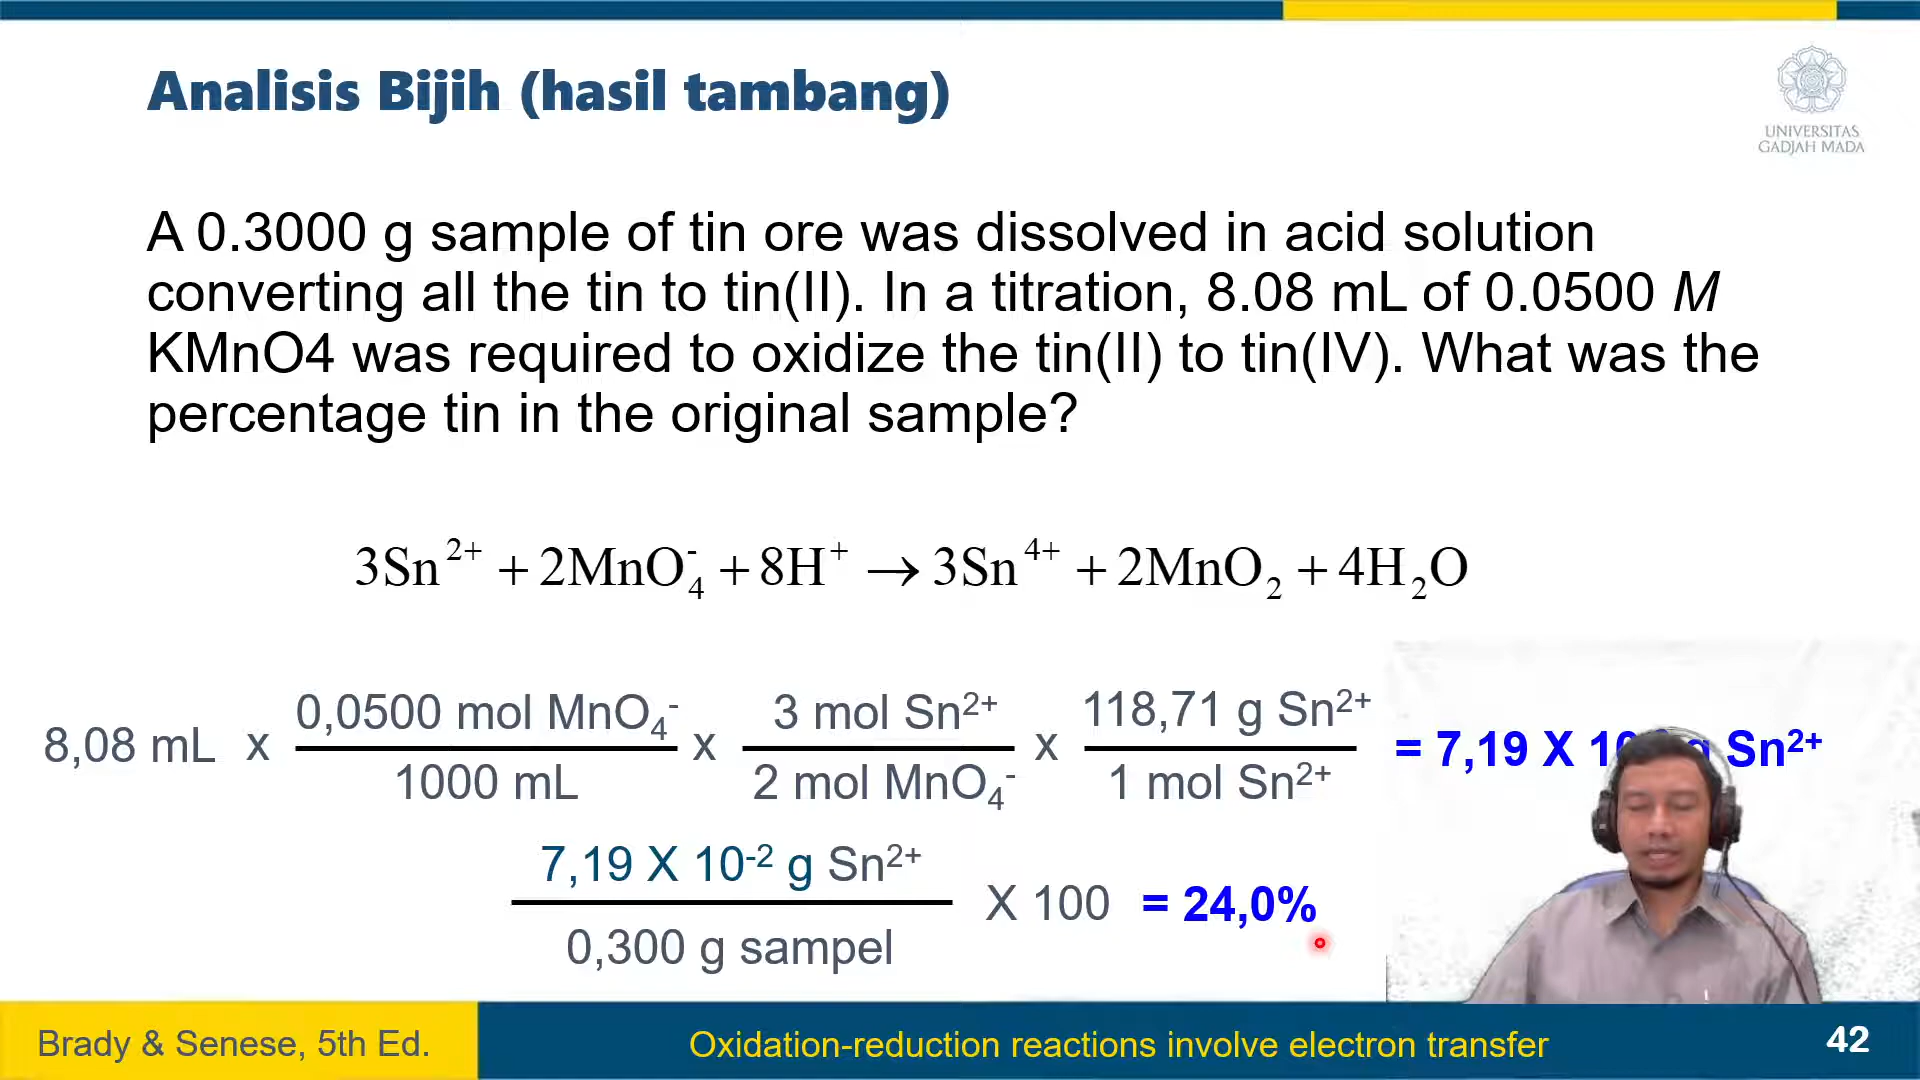 Analisis Bijih (hasil tambang)
UNIVERSITAS
GADJAH MADA
A 0.3000 g sample of tin ore was dissolved in acid solution
converting all the tin to tin(II). In a titration, 8.08 mL of 0.0500 M
KMnO4 was required to oxidize the tin(II) to tin(IV). What was the
percentage tin in the original sample?
3Sn²⁺ + 2MnO₄⁻ + 8H⁺ → 3Sn⁴⁺ + 2MnO₂ + 4H₂O
8,08 mL x 0,0500 mol MnO₄⁻ / 1000 mL x 3 mol Sn²⁺ / 2 mol MnO₄⁻ x 118,71 g Sn²⁺ / 1 mol Sn²⁺ = 7,19 X 10 g Sn²⁺
7,19 X 10⁻² g Sn²⁺ / 0,300 g sampel X 100 = 24,0%
Brady & Senese, 5th Ed.
Oxidation-reduction reactions involve electron transfer
42